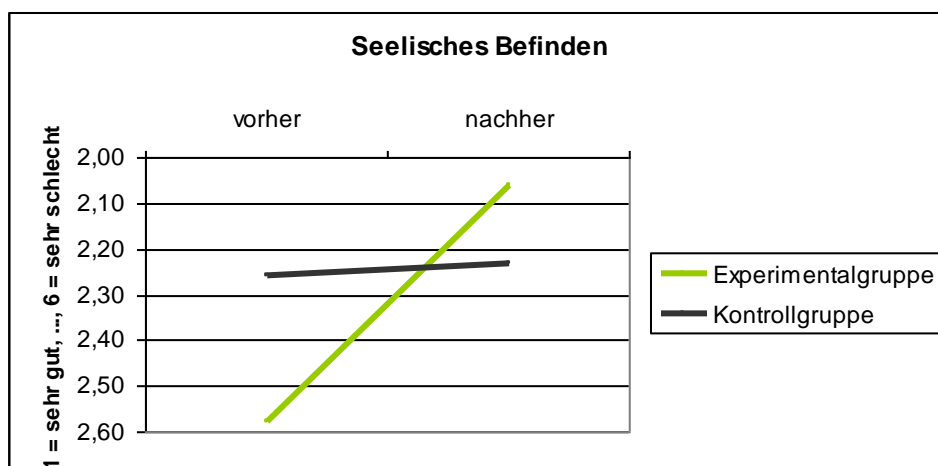 Seelisches Befinden
vorher
nachher
1 = sehr gut, ..., 6 = sehr schlecht
2,00
2,10
2,20
2,30
2,40
2,50
2,60
Experimentalgruppe
Kontrollgruppe